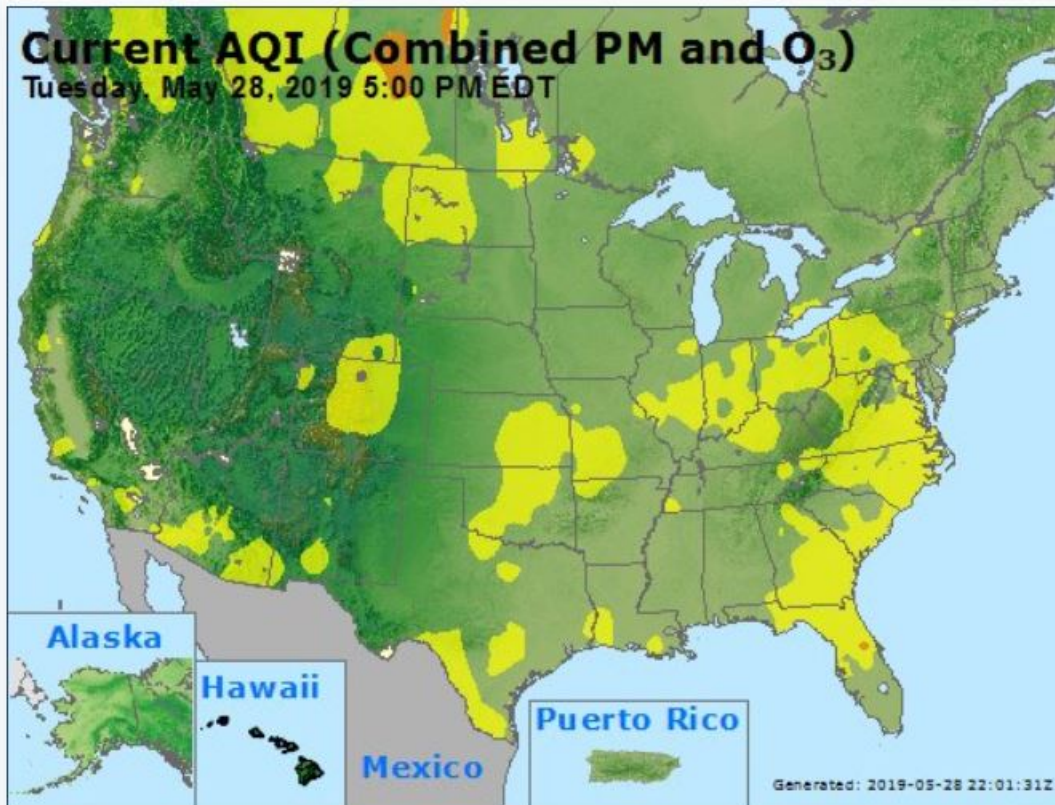 Current AQI (Combined PM and O₃)
Tuesday, May 28, 2019 5:00 PM EDT
Alaska
Hawaii
Mexico
Puerto Rico
Generated: 2019-05-28 22:01:31Z